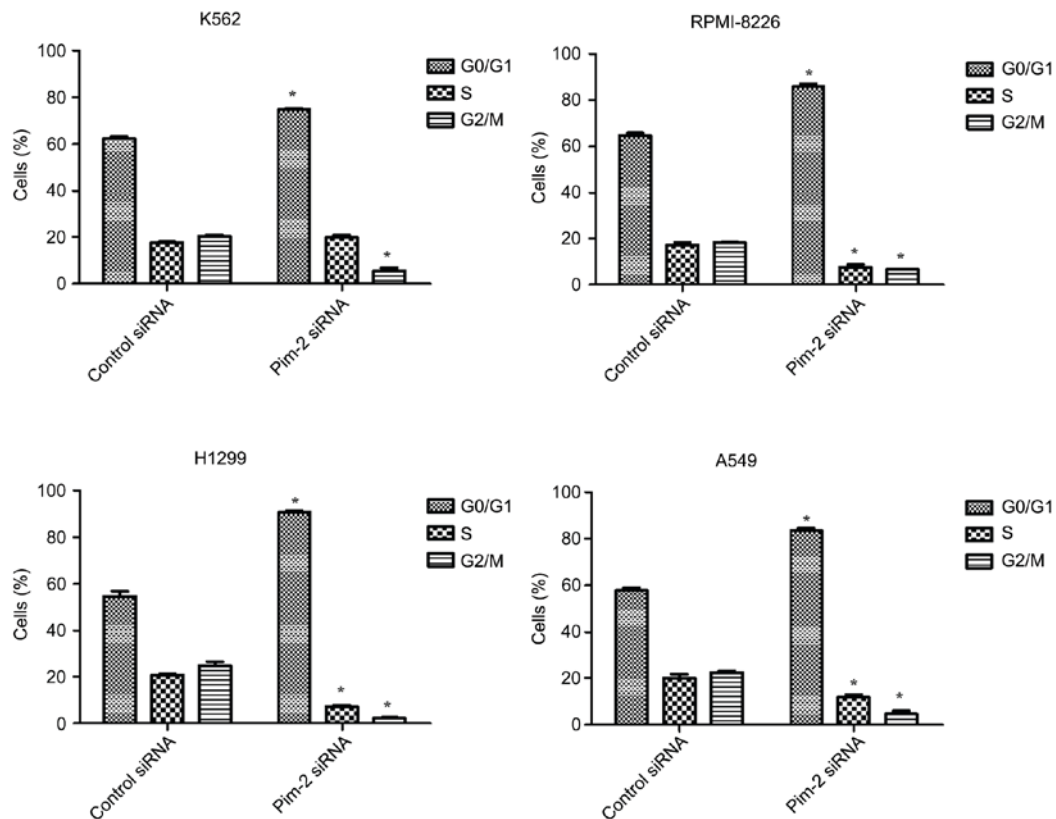 K562
100
80
60
40
20
0
Cells (%)
*
*
G0/G1
S
G2/M
Control siRNA
Pim-2 siRNA
RPMI-8226
100
80
60
40
20
0
Cells (%)
*
*
*
G0/G1
S
G2/M
Control siRNA
Pim-2 siRNA
H1299
100
80
60
40
20
0
Cells (%)
*
*
*
G0/G1
S
G2/M
Control siRNA
Pim-2 siRNA
A549
100
80
60
40
20
0
Cells (%)
*
*
*
G0/G1
S
G2/M
Control siRNA
Pim-2 siRNA